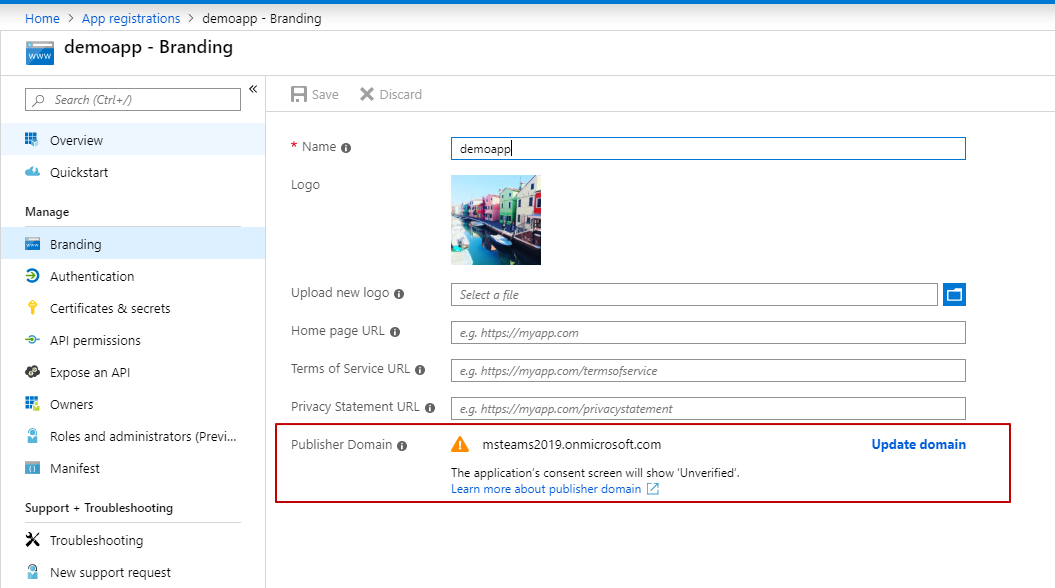 Home > App registrations > demoapp - Branding
www
demoapp - Branding
Search (Ctrl+/)
«
Save
Discard
Overview
Quickstart
Manage
Branding
Authentication
Certificates & secrets
API permissions
Expose an API
Owners
Roles and administrators (Previ...
Manifest
Support + Troubleshooting
Troubleshooting
New support request
* Name
demoapp
Logo
Upload new logo
Select a file
Home page URL
e.g. https://myapp.com
Terms of Service URL
e.g. https://myapp.com/termsofservice
Privacy Statement URL
e.g. https://myapp.com/privacystatement
Publisher Domain
msteams2019.onmicrosoft.com
Update domain
The application's consent screen will show 'Unverified'.
Learn more about publisher domain